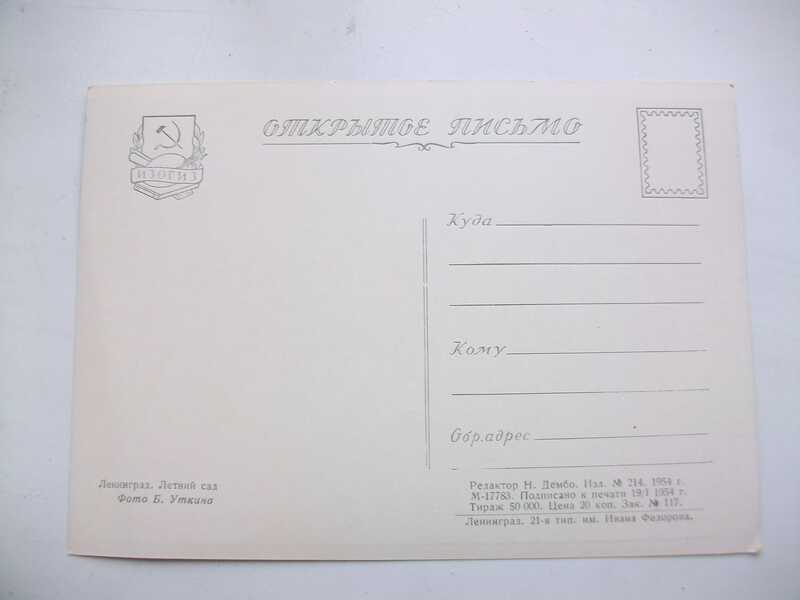 ОТКРЫТОЕ ПИСЬМО
ИЗОГИЗ
Куда
Кому
Обр.адрес
Ленинград. Летний сад
Фото Б. Уткина
Редактор Н. Дембо. Изд. № 214. 1954 г.
М-17783. Подписано к печати 19/I 1954 г.
Тираж 50 000. Цена 20 коп. Зак. № 117.
Ленинград. 21-я тип. им. Ивана Федорова.